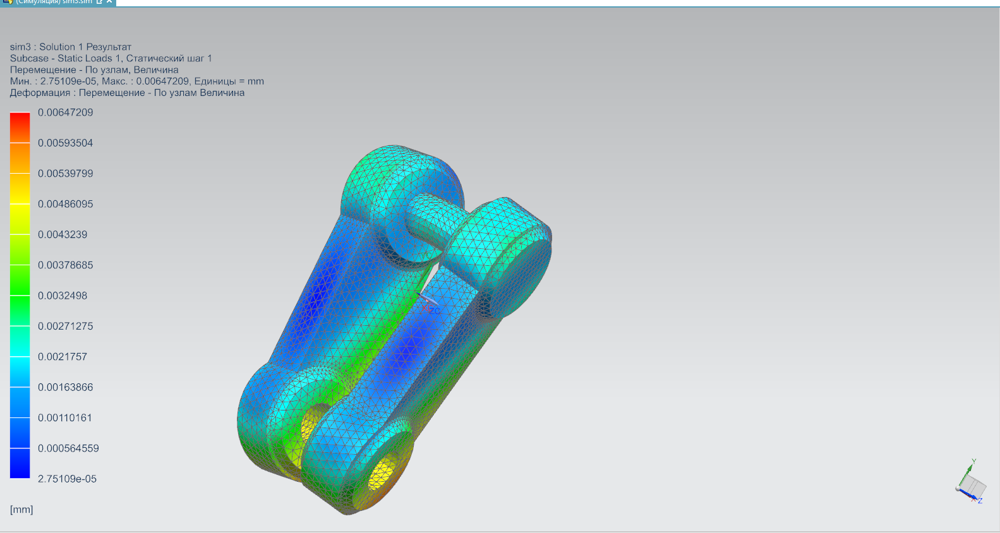 (Симуляция) sim3.sim
sim3 : Solution 1 Результат
Subcase - Static Loads 1, Статический шаг 1
Перемещение - По узлам, Величина
Мин. : 2.75109e-05, Макс. : 0.00647209, Единицы = mm
Деформация : Перемещение - По узлам Величина
0.00647209
0.00593504
0.00539799
0.00486095
0.0043239
0.00378685
0.0032498
0.00271275
0.0021757
0.00163866
0.00110161
0.000564559
2.75109e-05
[mm]
ZC
Y
X
Z